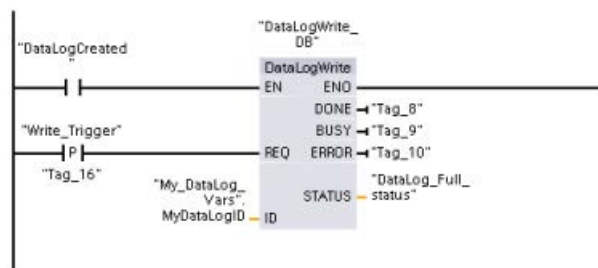 "DataLogWrite_
DB"
"DataLogCreated
"
DataLogWrite
EN ENO
DONE "Tag_8"
BUSY "Tag_9"
"Write_Trigger"
P
REQ ERROR "Tag_10"
"Tag_16"
"My_DataLog_
Vars".
MyDataLogID ID
"DataLog_Full_
STATUS status"